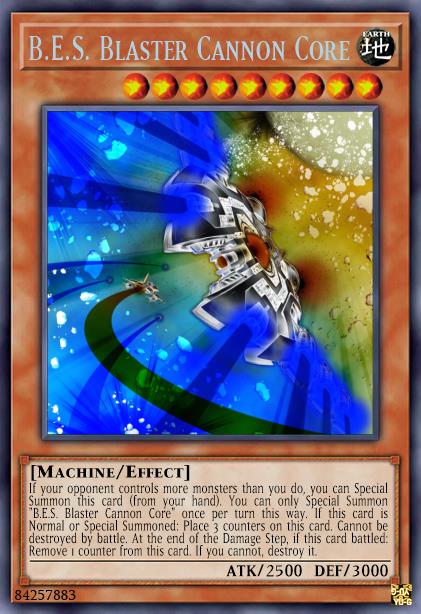 B.E.S. Blaster Cannon Core
EARTH
地
[Machine/Effect]
If your opponent controls more monsters than you do, you can Special
Summon this card (from your hand). You can only Special Summon
"B.E.S. Blaster Cannon Core" once per turn this way. If this card is
Normal or Special Summoned: Place 3 counters on this card. Cannot be
destroyed by battle. At the end of the Damage Step, if this card battled:
Remove 1 counter from this card. If you cannot, destroy it.
ATK/2500 DEF/3000
84257883